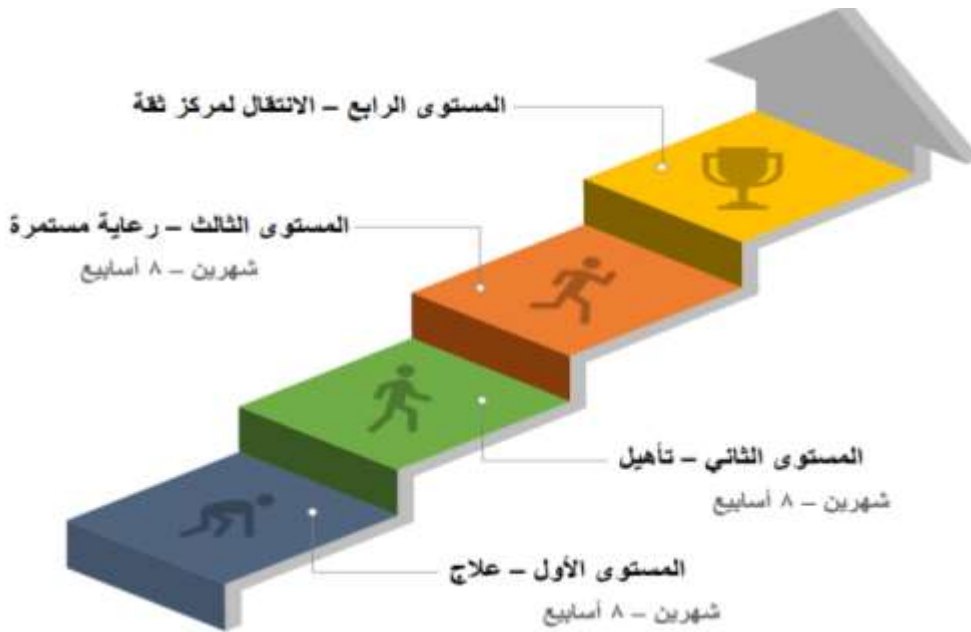 المستوى الرابع – الانتقال لمركز ثقة
المستوى الثالث – رعاية مستمرة
شهرين – ٨ أسابيع
المستوى الثاني – تأهيل
شهرين – ٨ أسابيع
المستوى الأول – علاج
شهرين – ٨ أسابيع